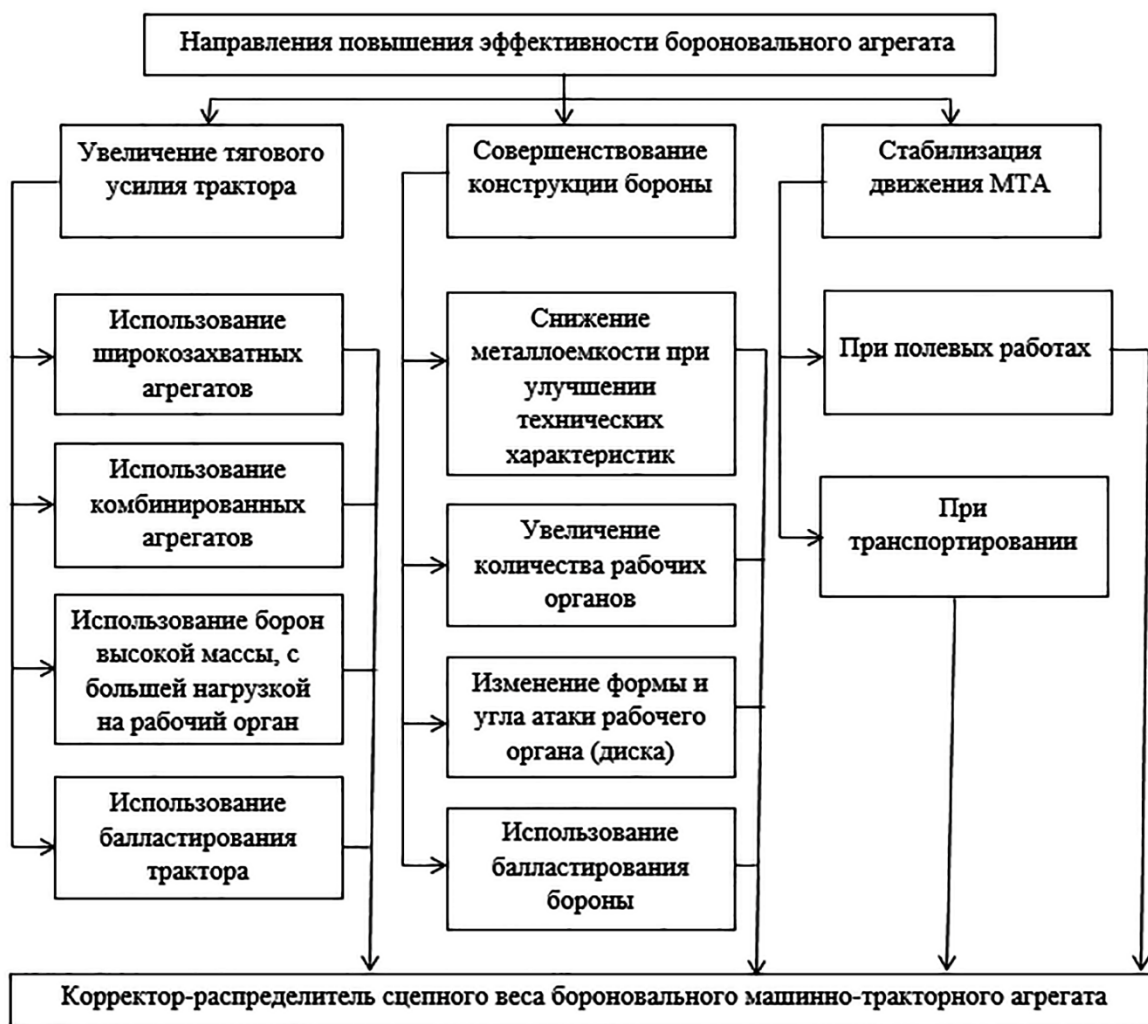 Направления повышения эффективности бороновального агрегата
Увеличение тягового
усилия трактора
Использование
широкозахватных
агрегатов
Использование
комбинированных
агрегатов
Использование борон
высокой массы, с
большей нагрузкой
на рабочий орган
Использование
балластирования
трактора
Совершенствование
конструкции бороны
Снижение
металлоемкости при
улучшении
технических
характеристик
Увеличение
количества рабочих
органов
Изменение формы и
угла атаки рабочего
органа (диска)
Использование
балластирования
бороны
Стабилизация
движения МТА
При полевых работах
При
транспортировании
Корректор-распределитель сцепного веса бороновального машинно-тракторного агрегата